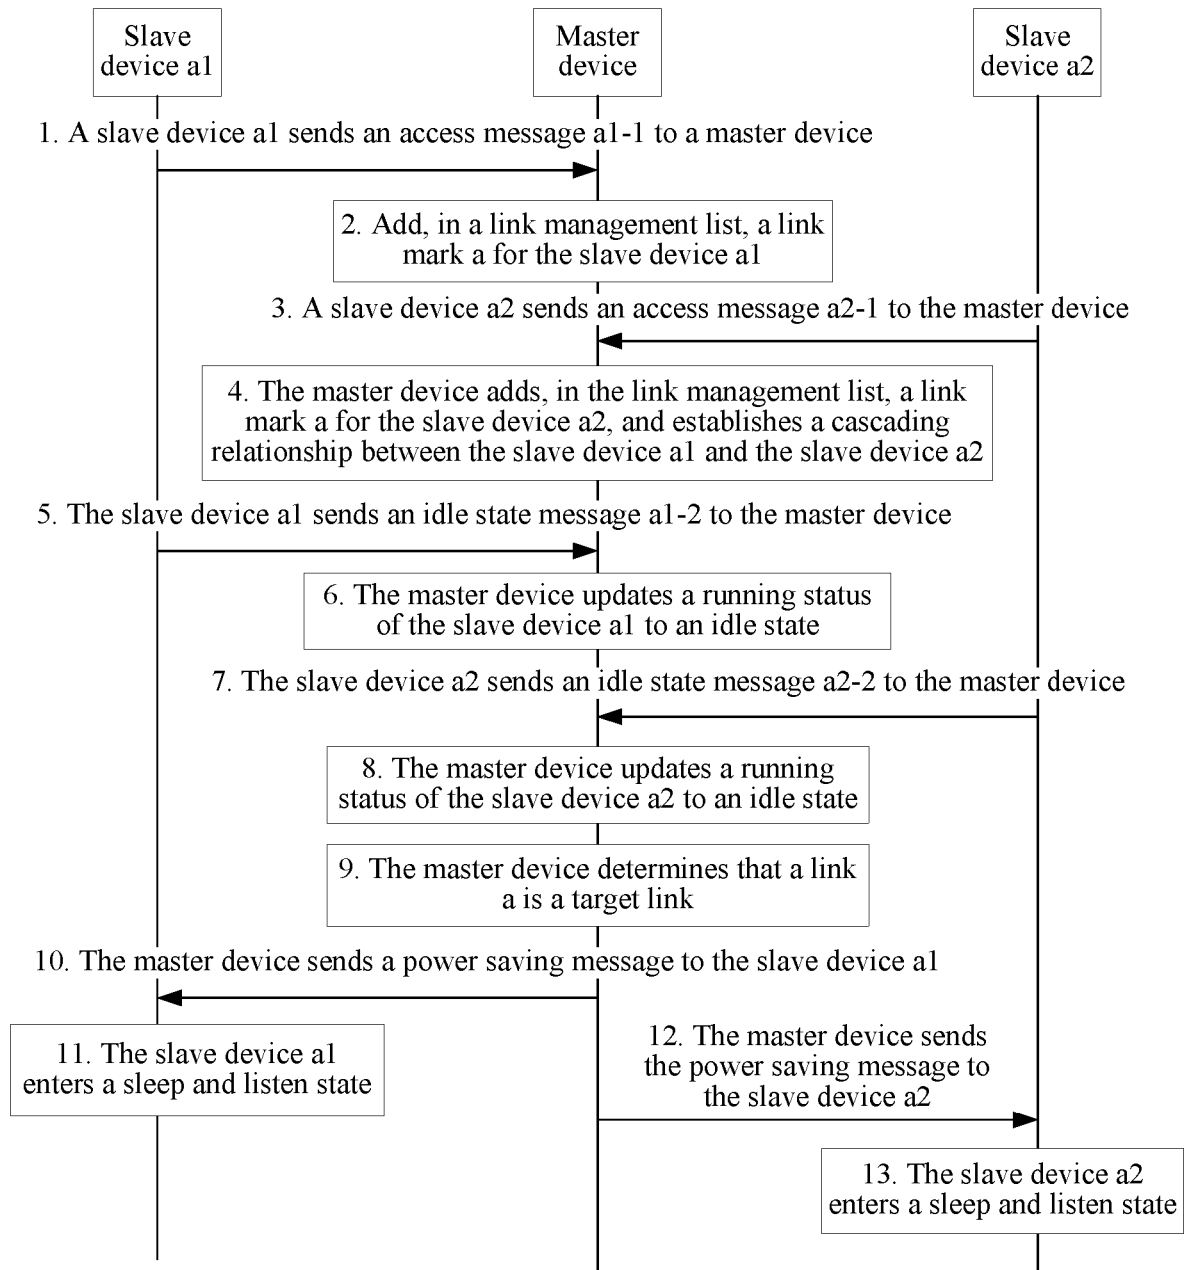 Slave
device a1
Master
device
Slave
device a2
1. A slave device a1 sends an access message a1-1 to a master device
2. Add, in a link management list, a link
mark a for the slave device a1
3. A slave device a2 sends an access message a2-1 to the master device
4. The master device adds, in the link management list, a link
mark a for the slave device a2, and establishes a cascading
relationship between the slave device a1 and the slave device a2
5. The slave device a1 sends an idle state message a1-2 to the master device
6. The master device updates a running status
of the slave device a1 to an idle state
7. The slave device a2 sends an idle state message a2-2 to the master device
8. The master device updates a running
status of the slave device a2 to an idle state
9. The master device determines that a link
a is a target link
10. The master device sends a power saving message to the slave device a1
11. The slave device a1
enters a sleep and listen state
12. The master device sends
the power saving message to
the slave device a2
13. The slave device a2
enters a sleep and listen state